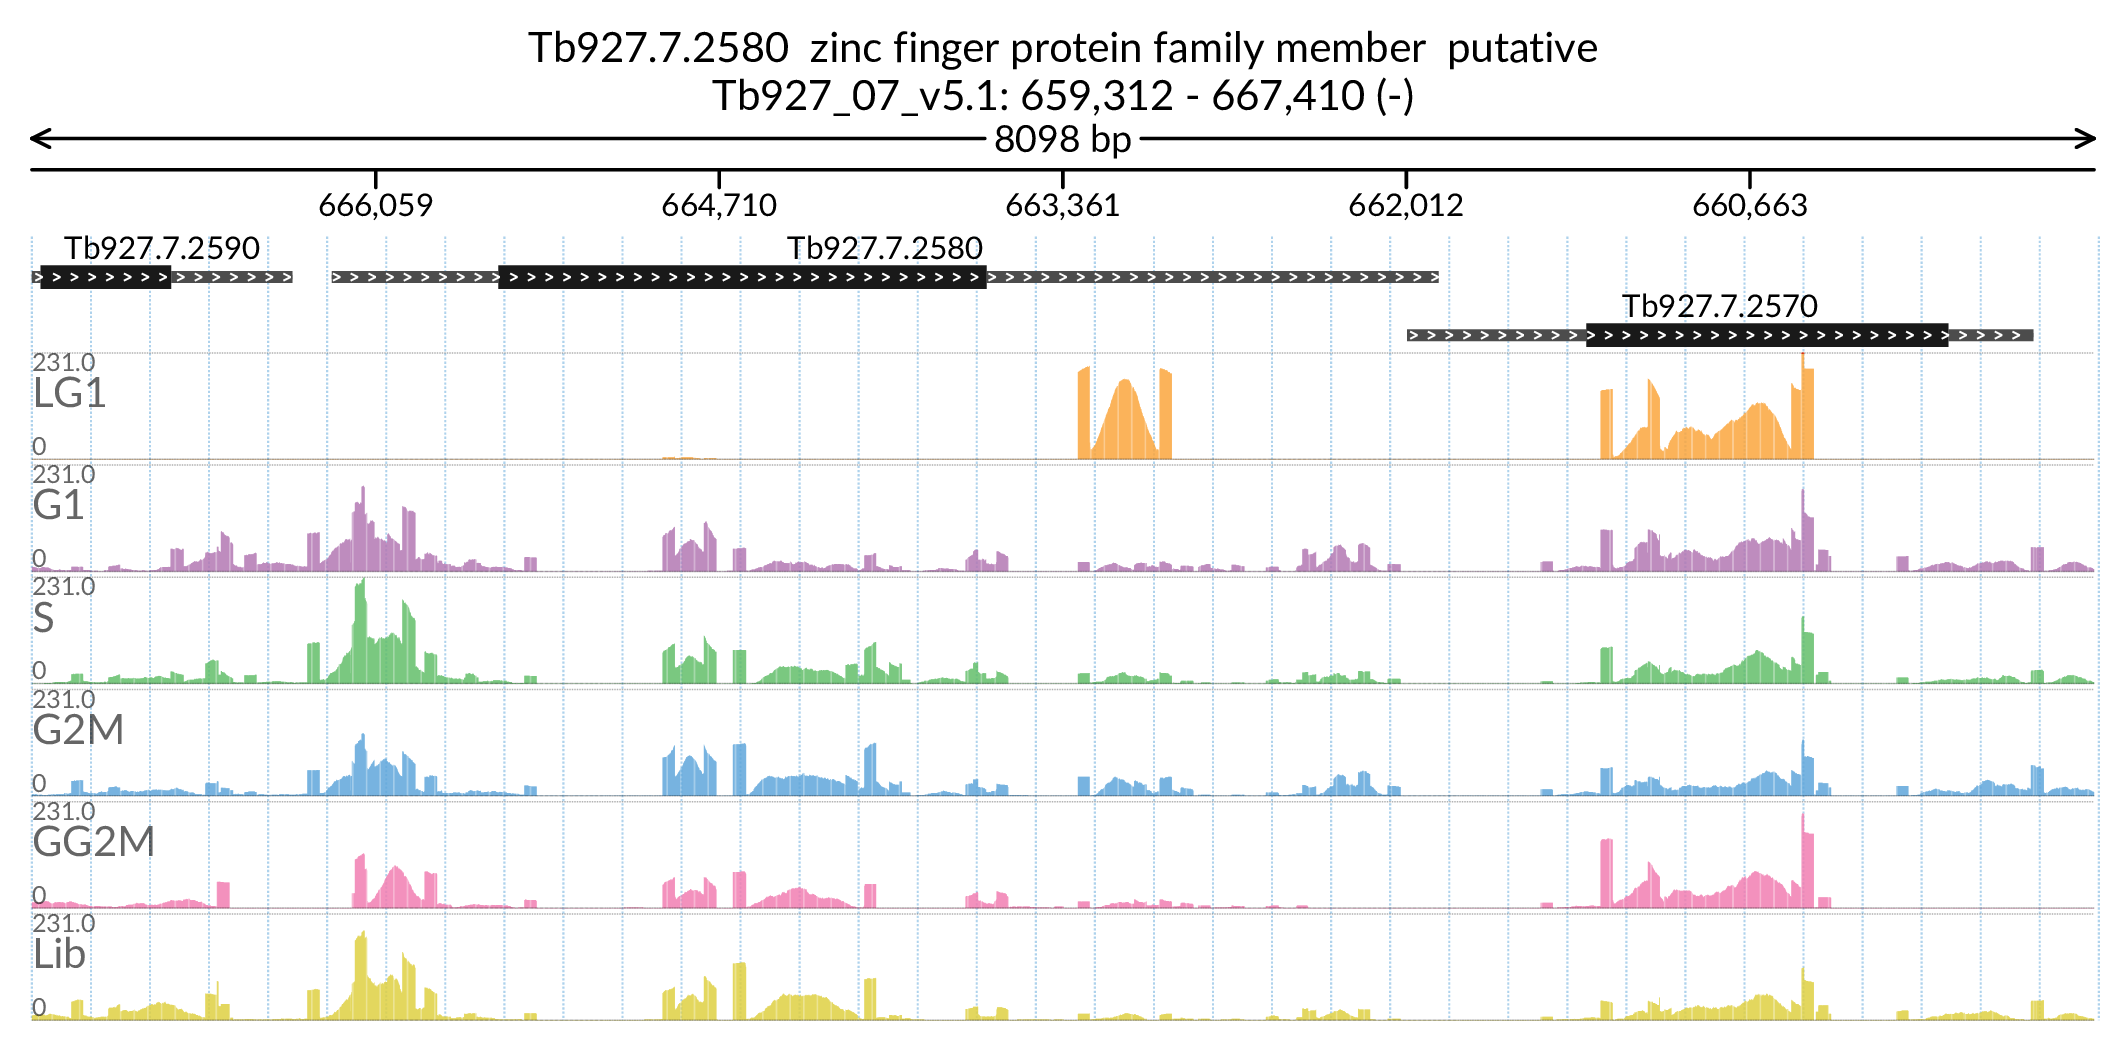 Tb927.7.2580  zinc finger protein family member  putative
Tb927_07_v5.1: 659,312 - 667,410 (-)
8098 bp
666,059 664,710 663,361 662,012 660,663
Tb927.7.2590 Tb927.7.2580
Tb927.7.2570
231.0
LG1
0
231.0
G1
0
231.0
S
0
231.0
G2M
0
231.0
GG2M
0
231.0
Lib
0